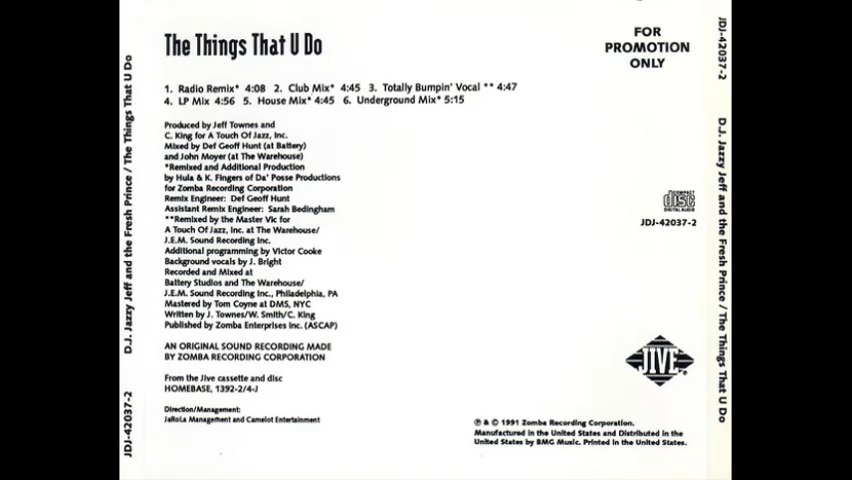 The Things That U Do
FOR
PROMOTION
ONLY
1. Radio Remix* 4:08 2. Club Mix* 4:45 3. Totally Bumpin' Vocal ** 4:47
4. LP Mix 4:56 5. House Mix* 4:45 6. Underground Mix* 5:15
Produced by Jeff Townes and
C. King for A Touch Of Jazz, Inc.
Mixed by Def Geoff Hunt (at Battery)
and John Moyer (at The Warehouse)
*Remixed and Additional Production
by Hula & K. Fingers of Da' Posse Productions
for Zomba Recording Corporation
Remix Engineer: Def Geoff Hunt
Assistant Remix Engineer: Sarah Bedingham
**Remixed by the Master Vic for
A Touch Of Jazz, Inc. at The Warehouse/
J.E.M. Sound Recording Inc.
Additional programming by Victor Cooke
Background vocals by J. Bright
Recorded and Mixed at
Battery Studios and The Warehouse/
J.E.M. Sound Recording Inc., Philadelphia, PA
Mastered by Tom Coyne at DMS, NYC
Written by J. Townes/W. Smith/C. King
Published by Zomba Enterprises Inc. (ASCAP)
AN ORIGINAL SOUND RECORDING MADE
BY ZOMBA RECORDING CORPORATION
From the Jive cassette and disc
HOMEBASE, 1392-2/4-J
Direction/Management:
JaRoLa Management and Camelot Entertainment
COMPACT
disc
DIGITAL AUDIO
JDJ-42037-2
JIVE
℗ & © 1991 Zomba Recording Corporation.
Manufactured in the United States and Distributed in the
United States by BMG Music. Printed in the United States.
JDJ-42037-2 D.J. Jazzy Jeff and the Fresh Prince / The Things That U Do
JDJ-42037-2 D.J. Jazzy Jeff and the Fresh Prince / The Things That U Do